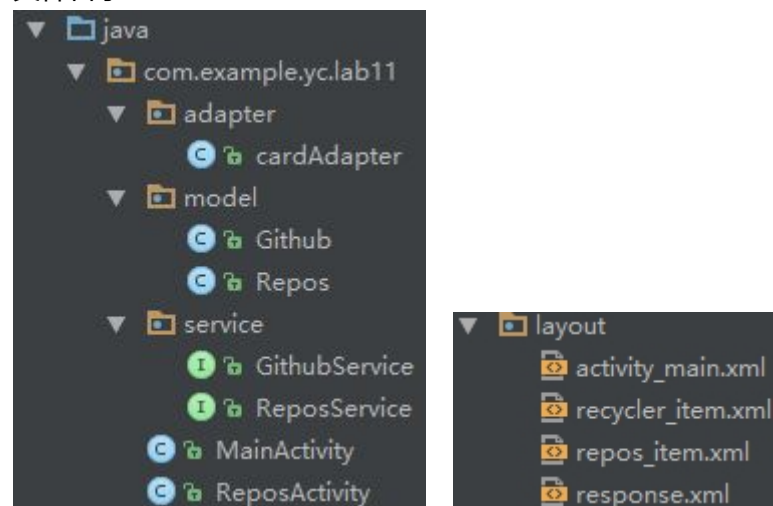 java
com.example.yc.lab11
adapter
C cardAdapter
model
C Github
C Repos
service
I GithubService
I ReposService
C MainActivity
C ReposActivity
layout
activity_main.xml
recycler_item.xml
repos_item.xml
response.xml